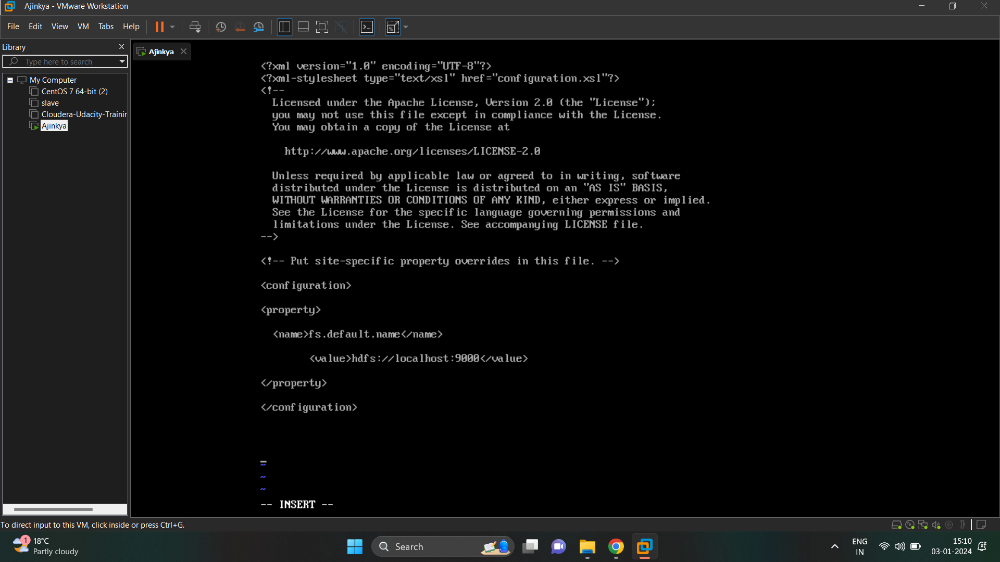 Ajinkya - VMware Workstation
File Edit View VM Tabs Help
Library
Type here to search
My Computer
CentOS 7 64-bit (2)
slave
Cloudera-Udacity-Trainir
Ajinkya
Ajinkya
<?xml version="1.0" encoding="UTF-8"?>
<?xml-stylesheet type="text/xsl" href="configuration.xsl"?>
<!--
Licensed under the Apache License, Version 2.0 (the "License");
you may not use this file except in compliance with the License.
You may obtain a copy of the License at
http://www.apache.org/licenses/LICENSE-2.0
Unless required by applicable law or agreed to in writing, software
distributed under the License is distributed on an "AS IS" BASIS,
WITHOUT WARRANTIES OR CONDITIONS OF ANY KIND, either express or implied.
See the License for the specific language governing permissions and
limitations under the License. See accompanying LICENSE file.
-->
<!-- Put site-specific property overrides in this file. -->
<configuration>
<property>
<name>fs.default.name</name>
<value>hdfs://localhost:9000</value>
</property>
</configuration>
~
~
~
-- INSERT --
To direct input to this VM, click inside or press Ctrl+G.
1
18°C
Partly cloudy
Search
ENG
IN
15:10
03-01-2024